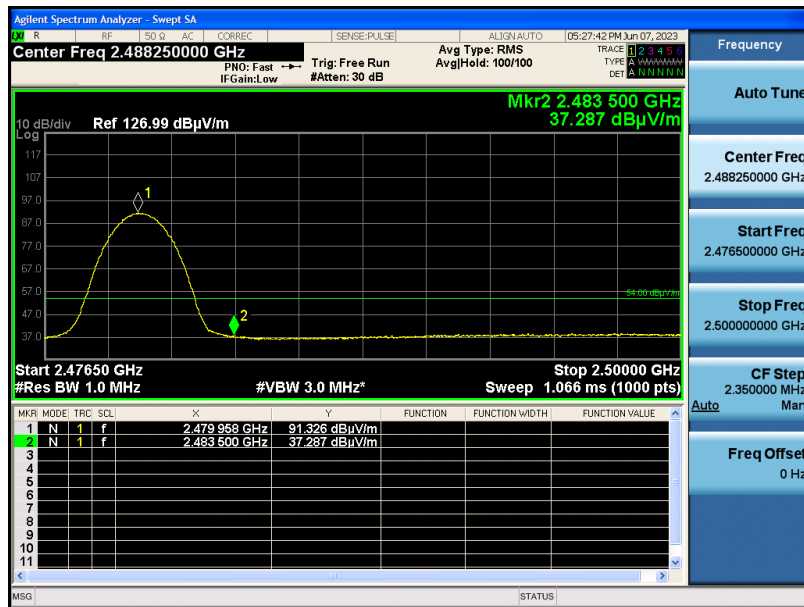 Agilent Spectrum Analyzer - Swept SA
LXI R RF 50 Ω AC CORREC SENSE:PULSE ALIGN AUTO 05:27:42 PM Jun 07, 2023
Center Freq 2.488250000 GHz
PNO: Fast
IFGain:Low
Trig: Free Run
#Atten: 30 dB
Avg Type: RMS
Avg|Hold: 100/100
TRACE 1 2 3 4 5 6
TYPE A WWWWW
DET A N N N N N
Mkr2 2.483 500 GHz
37.287 dBµV/m
10 dB/div Ref 126.99 dBµV/m
Log
117
107
97.0
87.0
77.0
67.0
57.0
47.0
37.0
1
2
54.00 dBµV/m
Start 2.47650 GHz Stop 2.50000 GHz
#Res BW 1.0 MHz #VBW 3.0 MHz* Sweep 1.066 ms (1000 pts)
MKR MODE TRC SCL X Y FUNCTION FUNCTION WIDTH FUNCTION VALUE
1 N 1 f 2.479 958 GHz 91.326 dBµV/m
2 N 1 f 2.483 500 GHz 37.287 dBµV/m
3
4
5
6
7
8
9
10
11
MSG STATUS
Frequency
Auto Tune
Center Freq
2.488250000 GHz
Start Freq
2.476500000 GHz
Stop Freq
2.500000000 GHz
CF Step
2.350000 MHz
Auto Man
Freq Offset
0 Hz